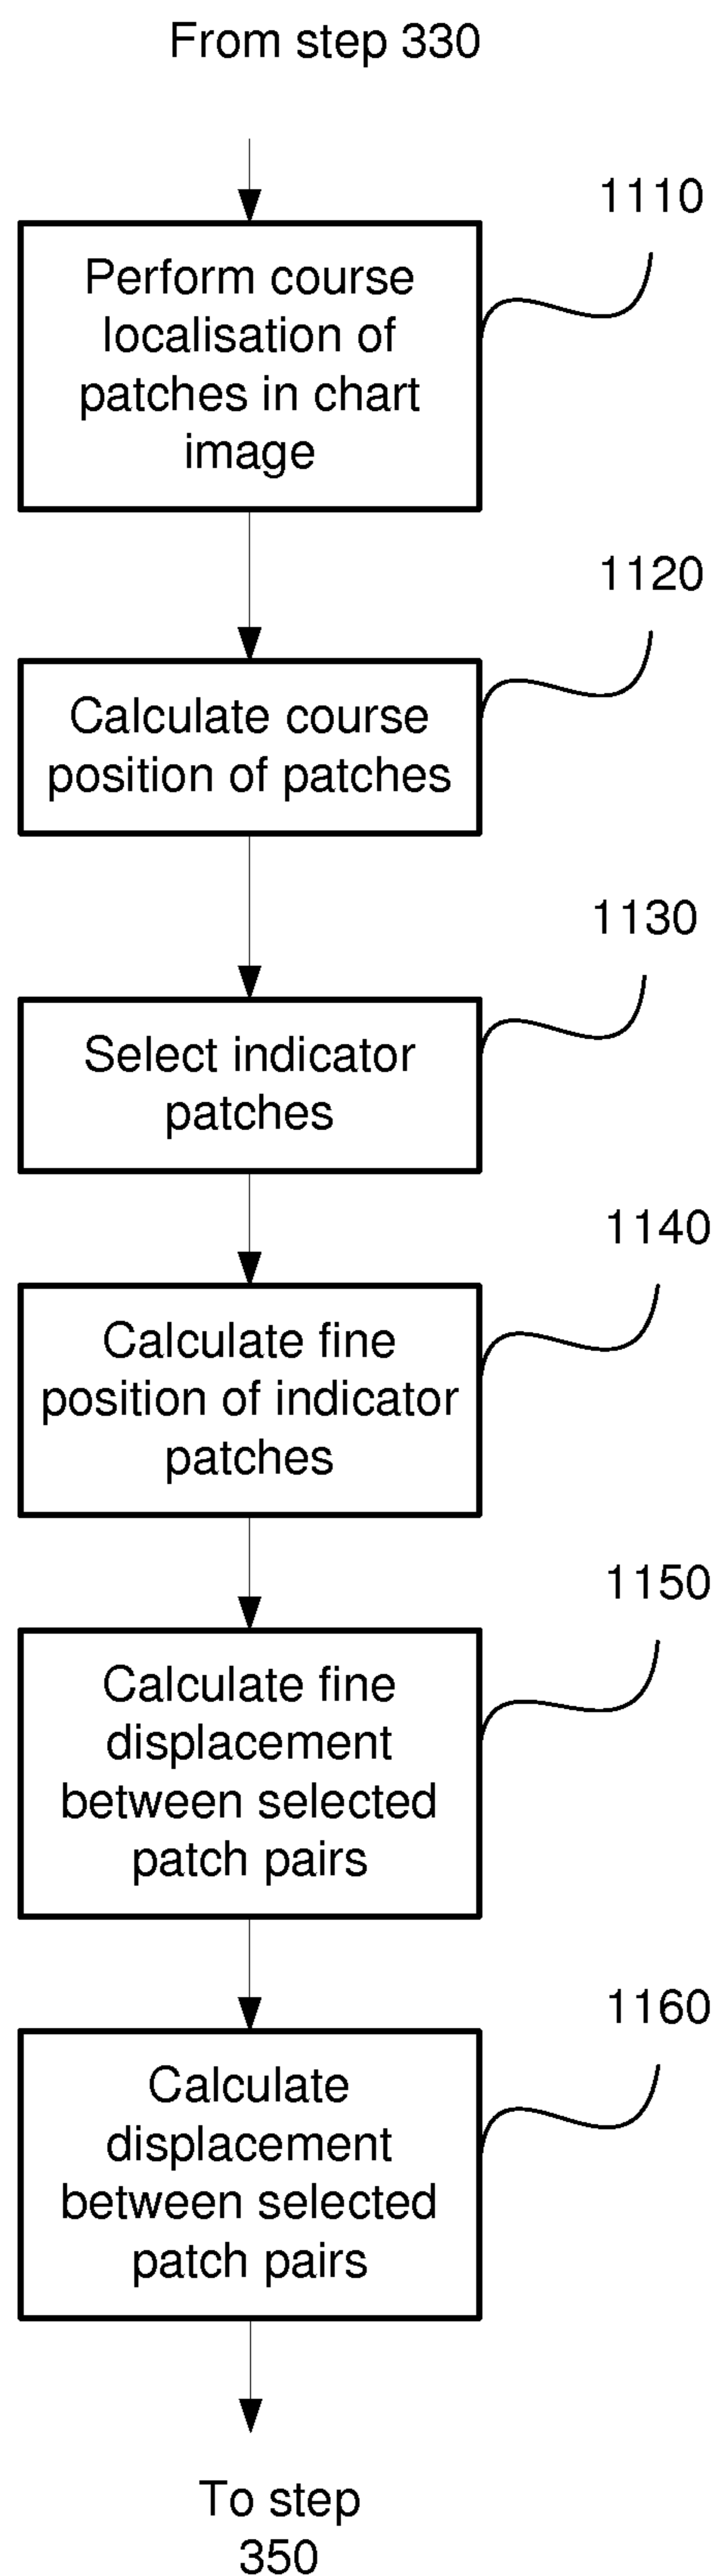 From step 330
1110
Perform course
localisation of
patches in chart
image
1120
Calculate course
position of patches
1130
Select indicator
patches
1140
Calculate fine
position of indicator
patches
1150
Calculate fine
displacement
between selected
patch pairs
1160
Calculate
displacement
between selected
patch pairs
To step
350